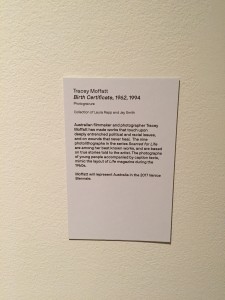 Tracey Moffatt
Birth Certificate, 1962, 1994
Photogravure
Collection of Laura Rapp and Jay Smith
Australian filmmaker and photographer Tracey
Moffatt has made works that touch upon
deeply entrenched political and racial issues,
and on wounds that never heal. The nine
photolithographs in the series Scarred for Life
are among her best known works, and are based
on true stories told to the artist. The photographs
of young people accompanied by caption texts,
mimic the layout of Life magazine during the
1960s.
Moffatt will represent Australia in the 2017 Venice
Biennale.